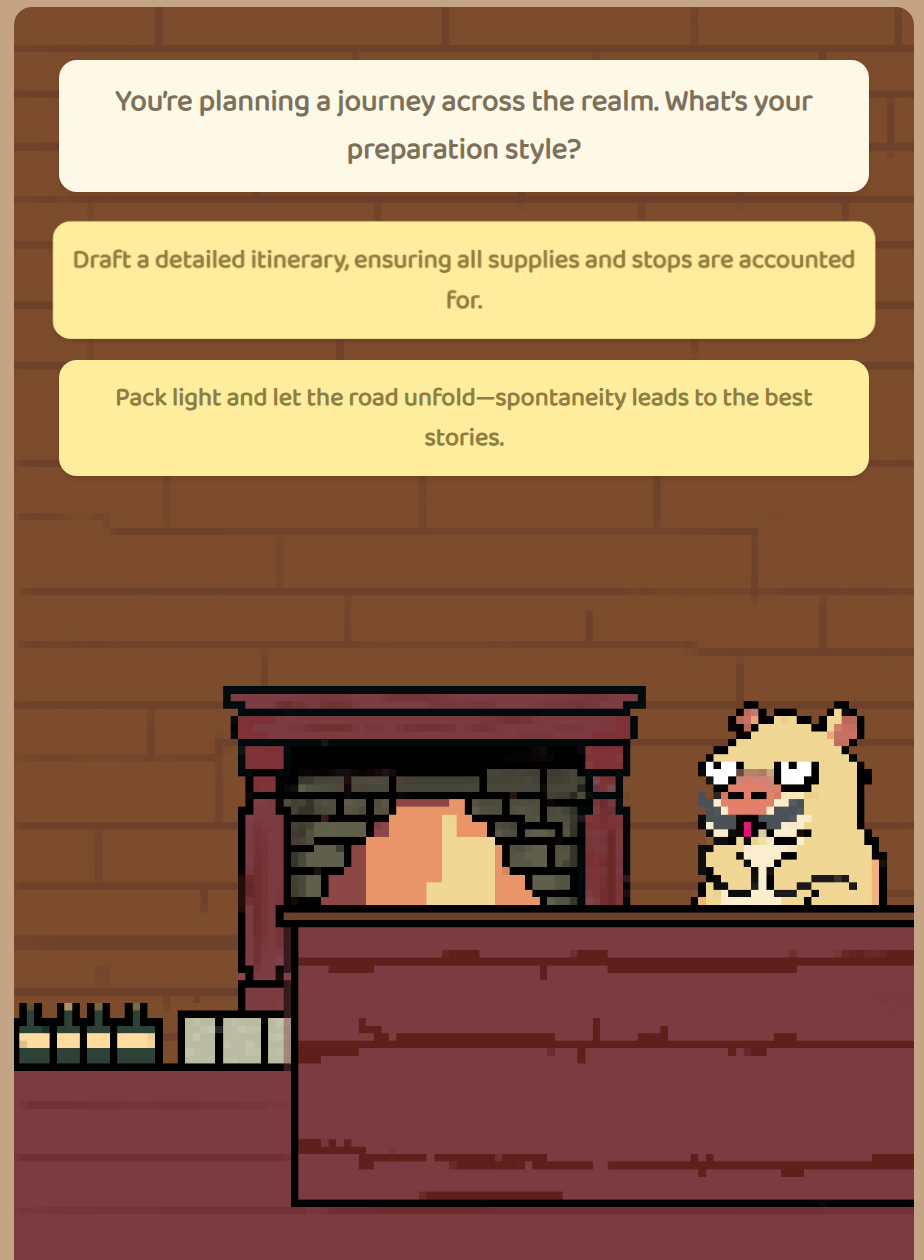 You're planning a journey across the realm. What's your
preparation style?
Draft a detailed itinerary, ensuring all supplies and stops are accounted
for.
Pack light and let the road unfold—spontaneity leads to the best
stories.